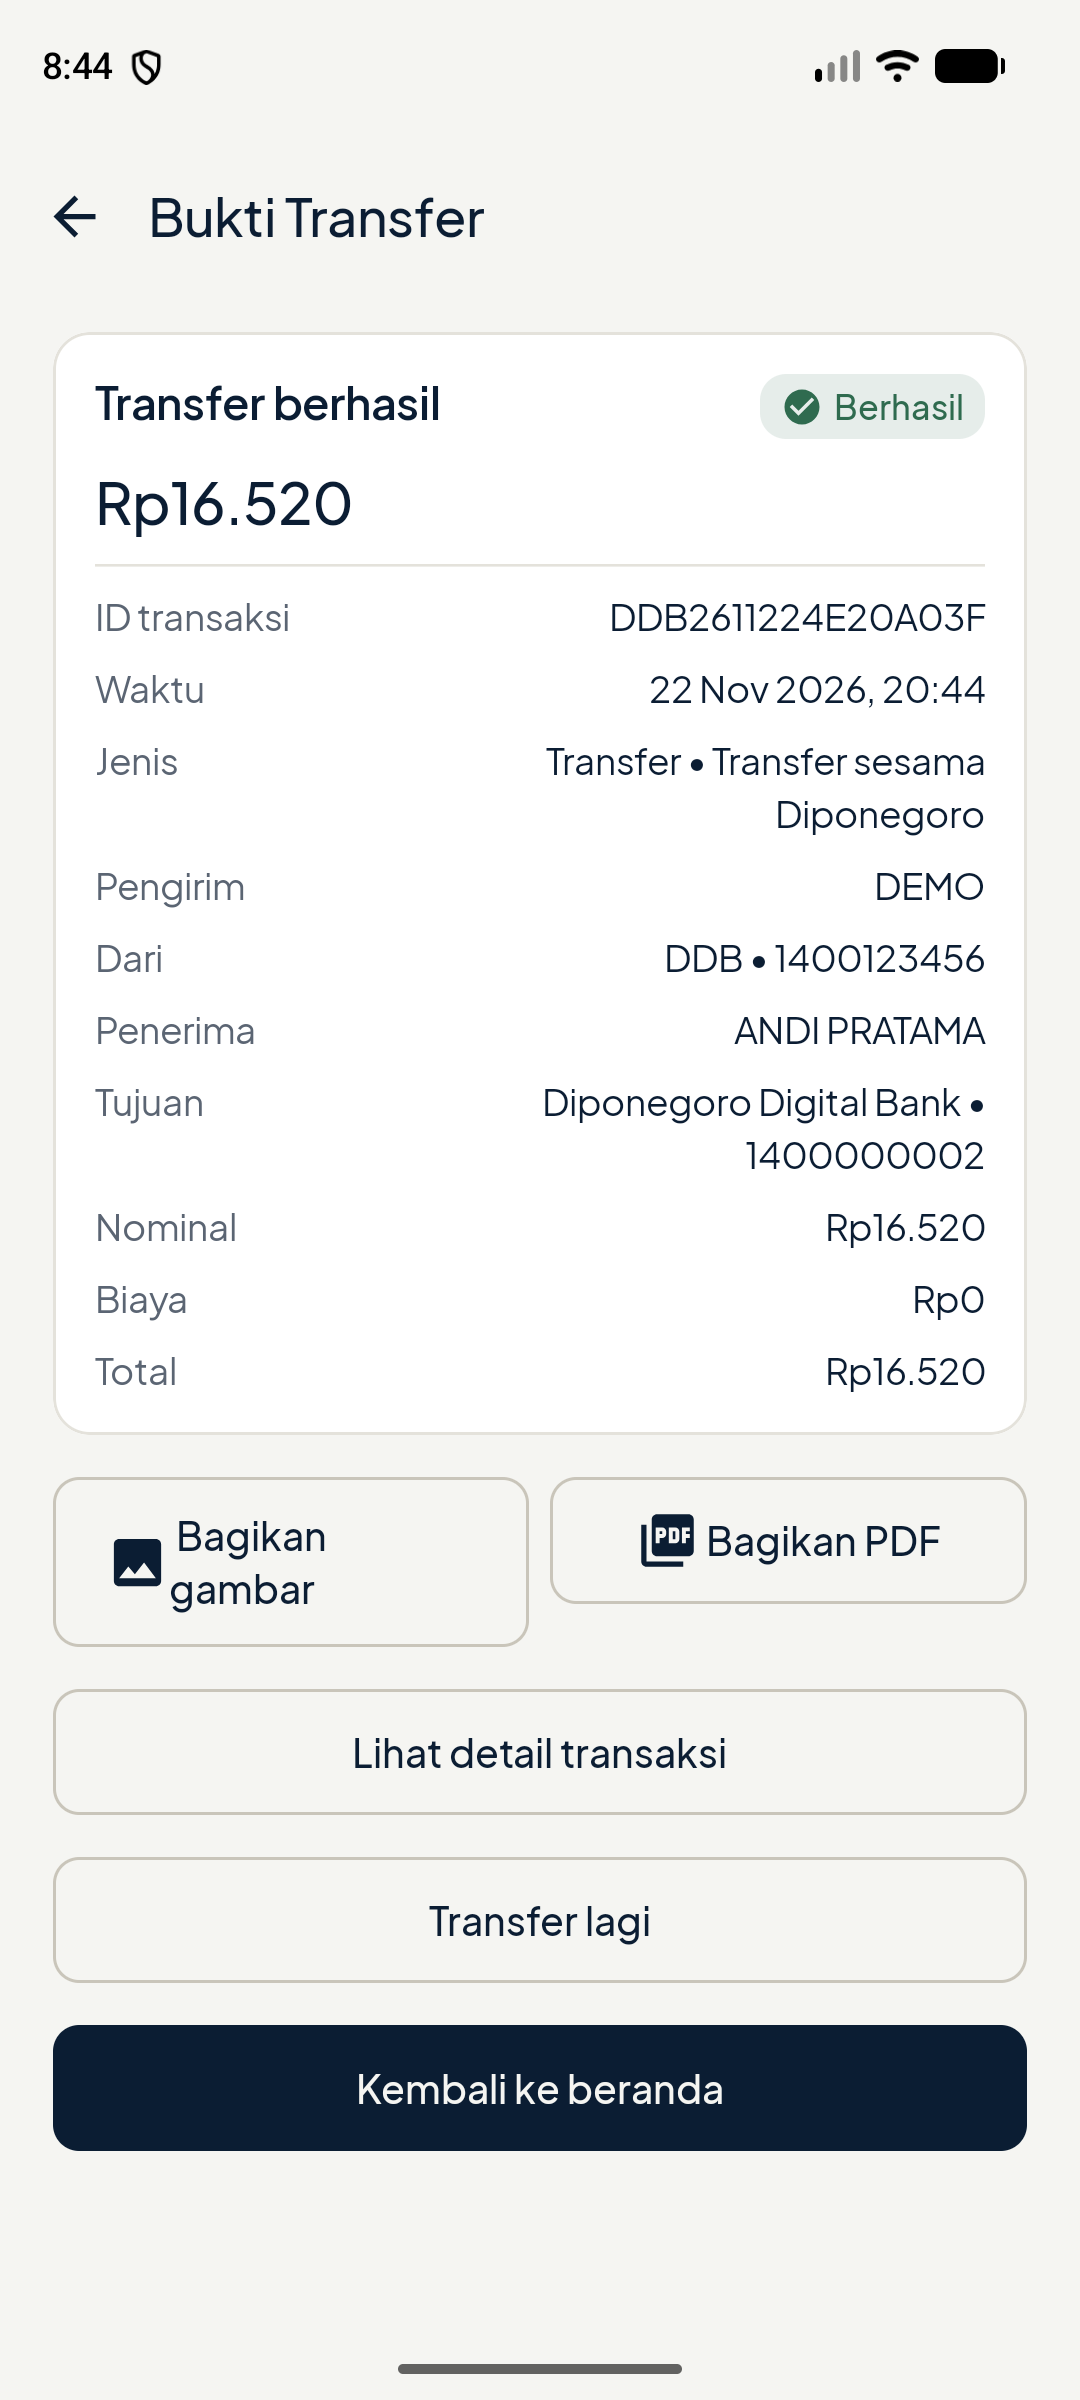 8:44
Bukti Transfer
Transfer berhasil
Berhasil
Rp16.520
ID transaksi DDB2611224E20A03F
Waktu 22 Nov 2026, 20:44
Jenis Transfer • Transfer sesama
Diponegoro
Pengirim DEMO
Dari DDB • 1400123456
Penerima ANDI PRATAMA
Tujuan Diponegoro Digital Bank •
1400000002
Nominal Rp16.520
Biaya Rp0
Total Rp16.520
Bagikan
gambar
PDF Bagikan PDF
Lihat detail transaksi
Transfer lagi
Kembali ke beranda